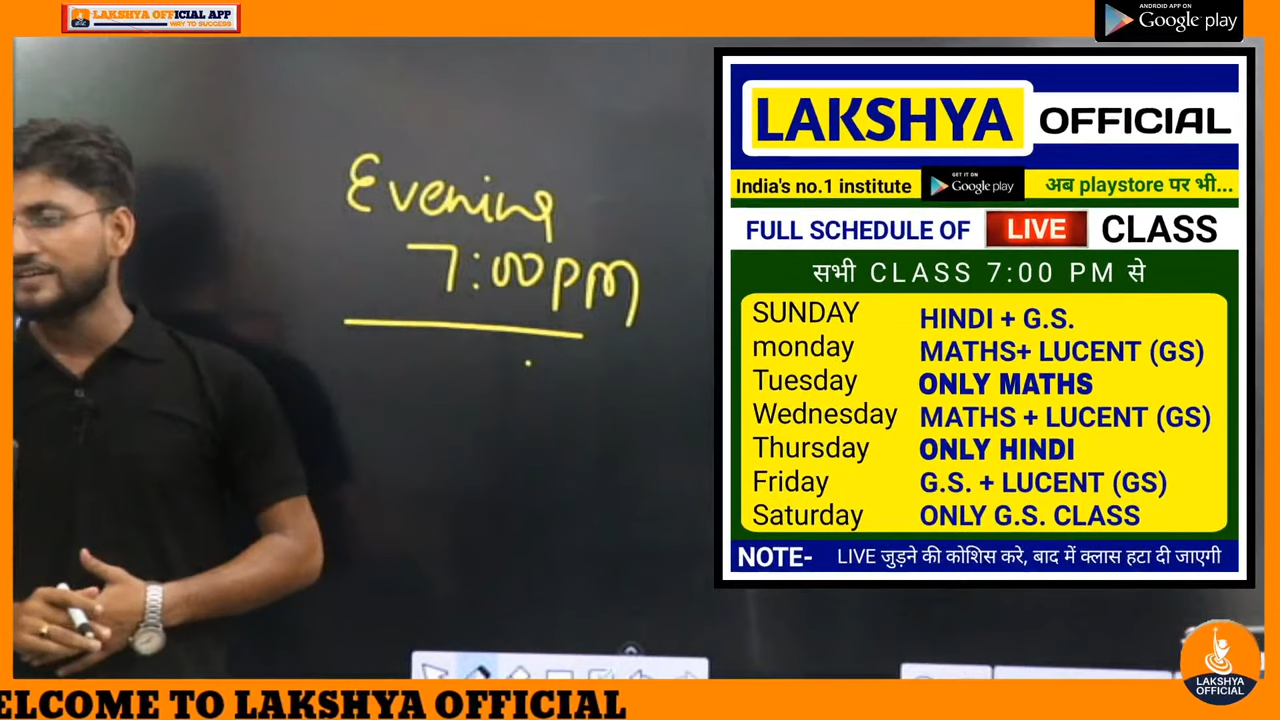 LAKSHYA OFFICIAL APP
WAY TO SUCCESS
ANDROID APP ON
Google play
Evening
7:00pm
LAKSHYA OFFICIAL
India's no.1 institute
GET IT ON
Google play
अब playstore पर भी...
FULL SCHEDULE OF LIVE CLASS
सभी CLASS 7:00 PM से
SUNDAY HINDI + G.S.
monday MATHS+ LUCENT (GS)
Tuesday ONLY MATHS
Wednesday MATHS + LUCENT (GS)
Thursday ONLY HINDI
Friday G.S. + LUCENT (GS)
Saturday ONLY G.S. CLASS
NOTE- LIVE जुड़ने की कोशिस करे, बाद में क्लास हटा दी जाएगी
LAKSHYA
OFFICIAL
ELCOME TO LAKSHYA OFFICIAL